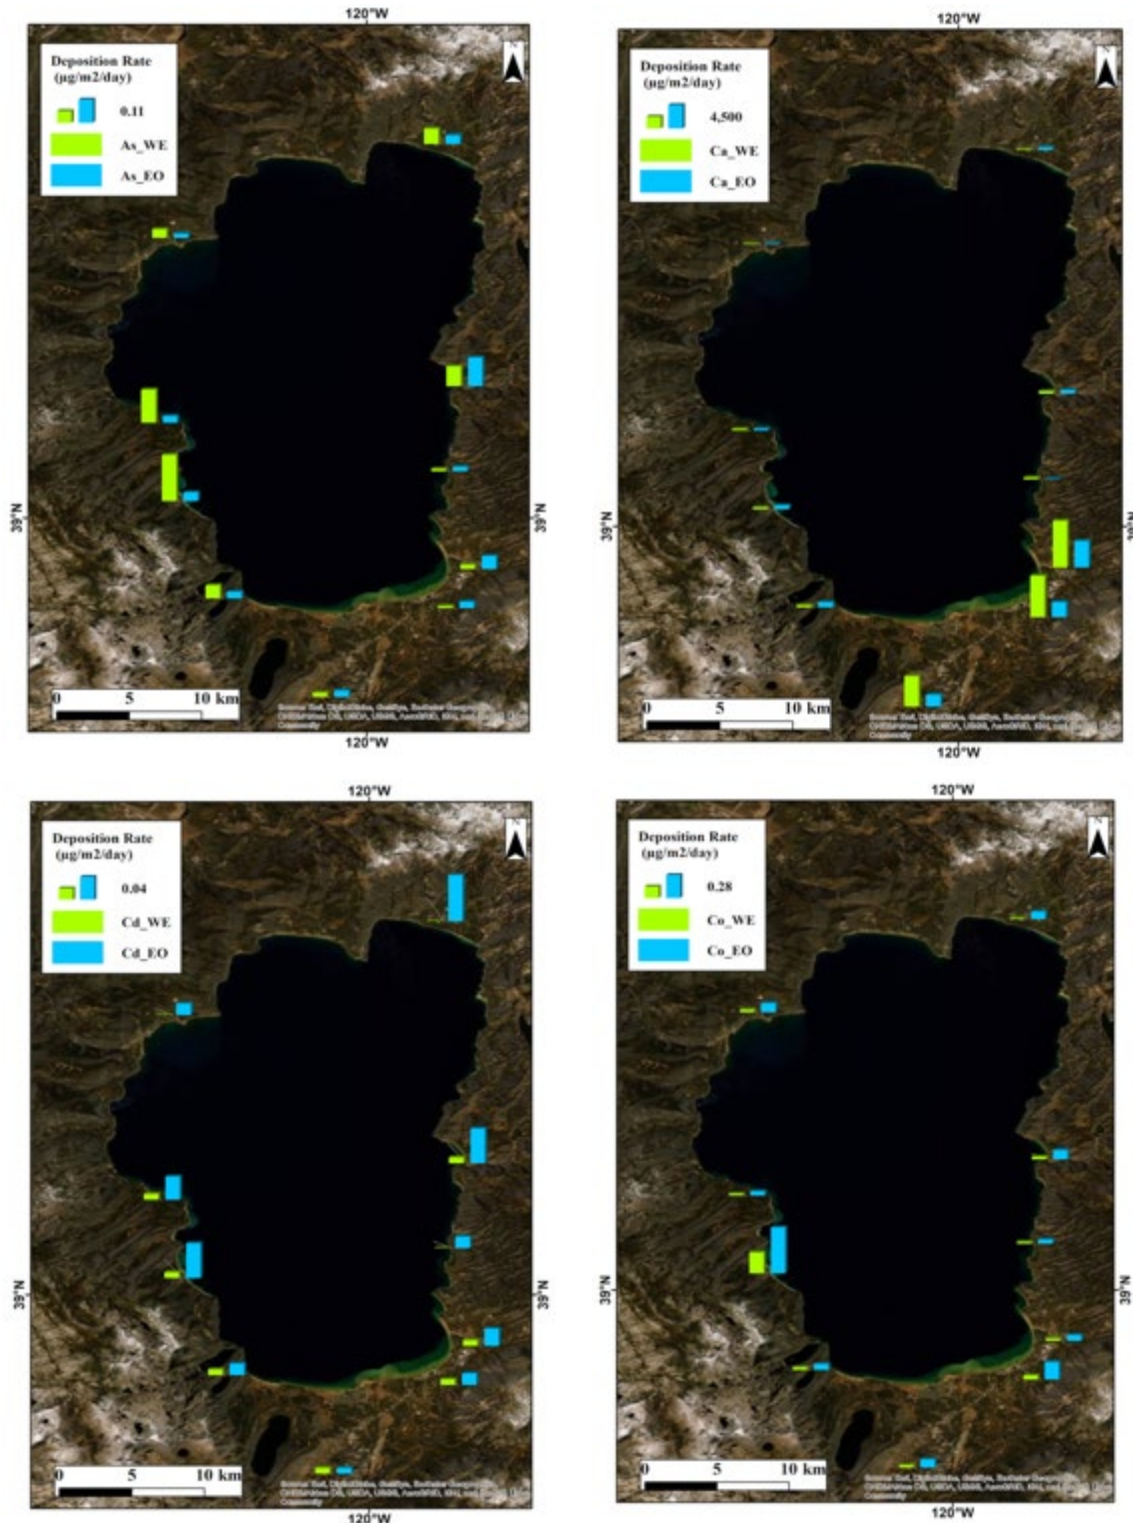 120°W
Deposition Rate
(µg/m2/day)
0.11
As_WE
As_EO
N
39°N
39°N
0 5 10 km
120°W
120°W
Deposition Rate
(µg/m2/day)
4,500
Ca_WE
Ca_EO
N
39°N
39°N
0 5 10 km
120°W
120°W
Deposition Rate
(µg/m2/day)
0.04
Cd_WE
Cd_EO
N
39°N
39°N
0 5 10 km
120°W
120°W
Deposition Rate
(µg/m2/day)
0.28
Co_WE
Co_EO
N
39°N
39°N
0 5 10 km
120°W